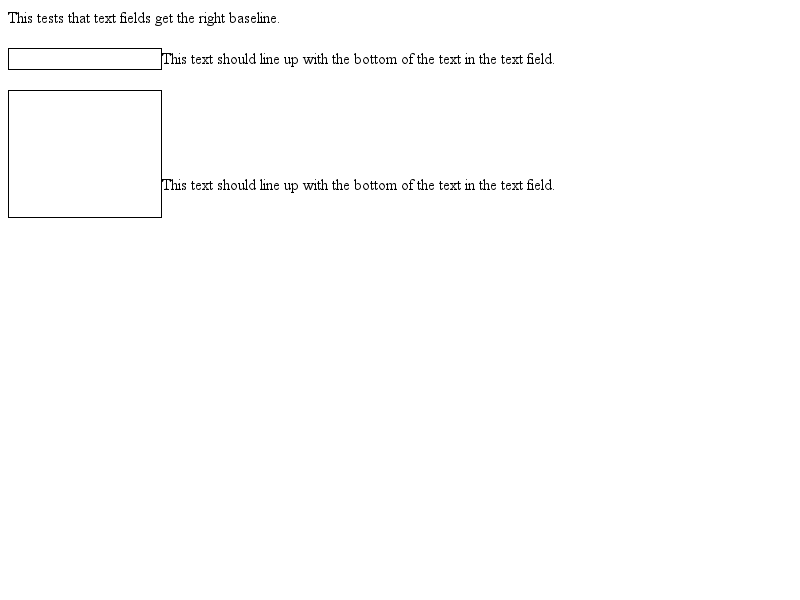 This tests that text fields get the right baseline.
This text should line up with the bottom of the text in the text field.
This text should line up with the bottom of the text in the text field.